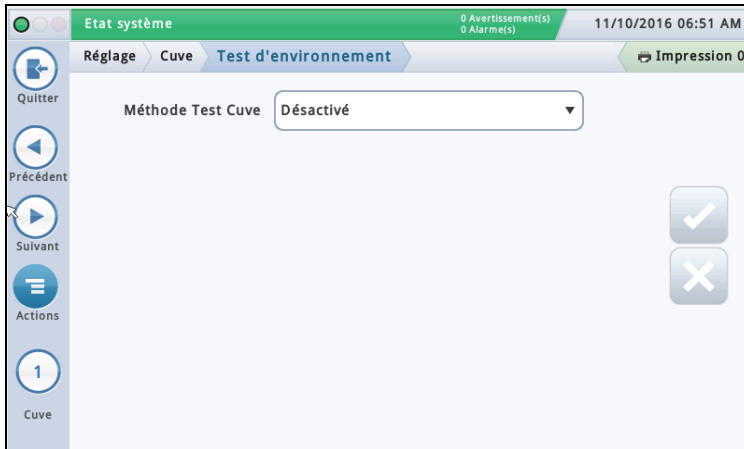 Etat système
0 Avertissement(s)
0 Alarme(s)
11/10/2016 06:51 AM
Réglage Cuve Test d'environnement
Impression 0
Quitter
Méthode Test Cuve Désactivé
Précédent
Suivant
Actions
1
Cuve